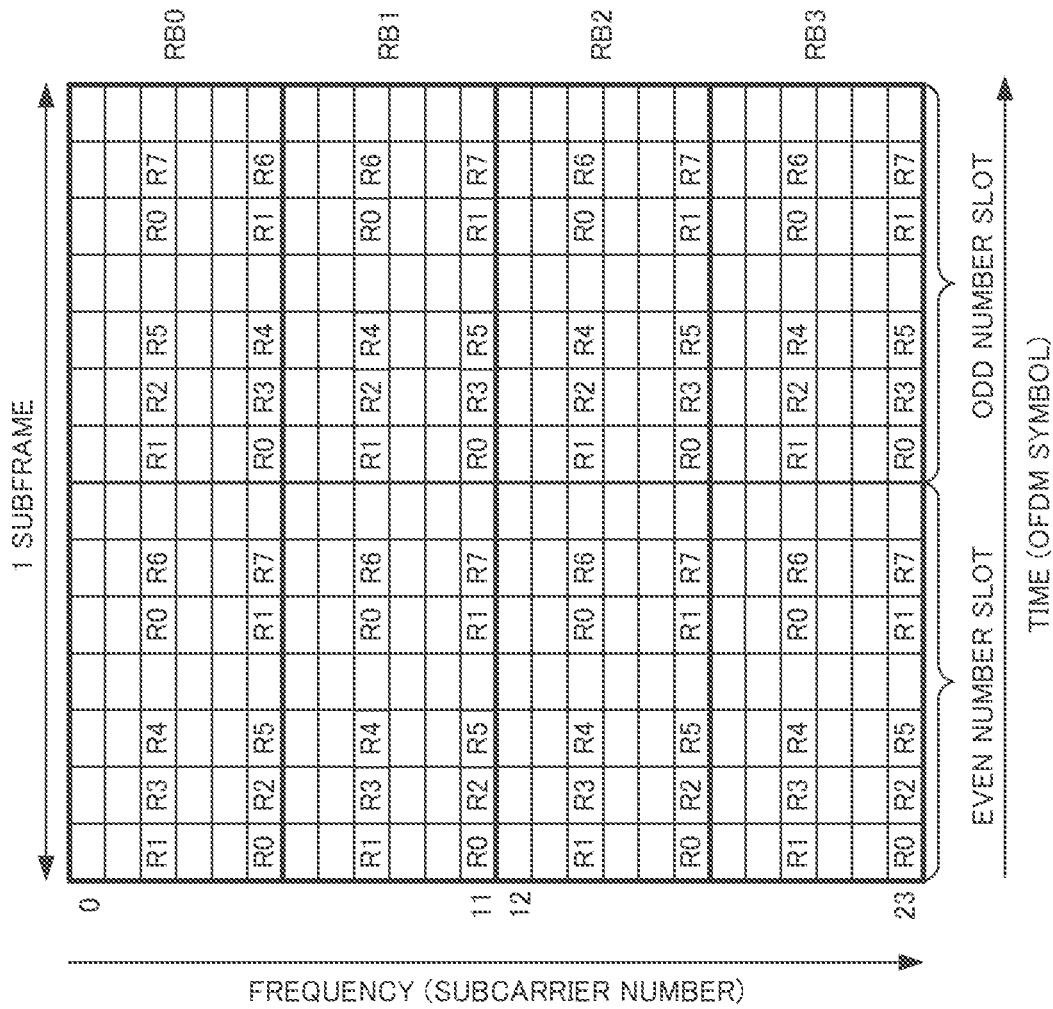 1 SUBFRAME
0
R1 R3 R4 R0 R6 R1 R2 R5 R0 R7
RB0
R0 R2 R5 R1 R7 R0 R3 R4 R1 R6
R1 R3 R4 R0 R6 R1 R2 R4 R0 R6
RB1
11
R0 R2 R5 R1 R7 R0 R3 R5 R1 R7
12
R1 R3 R4 R0 R6 R1 R2 R4 R0 R6
RB2
R0 R2 R5 R1 R7 R0 R3 R5 R1 R7
R1 R3 R4 R0 R6 R1 R2 R4 R0 R6
RB3
23
R0 R2 R5 R1 R7 R0 R3 R5 R1 R7
EVEN NUMBER SLOT
ODD NUMBER SLOT
TIME (OFDM SYMBOL)
FREQUENCY (SUBCARRIER NUMBER)